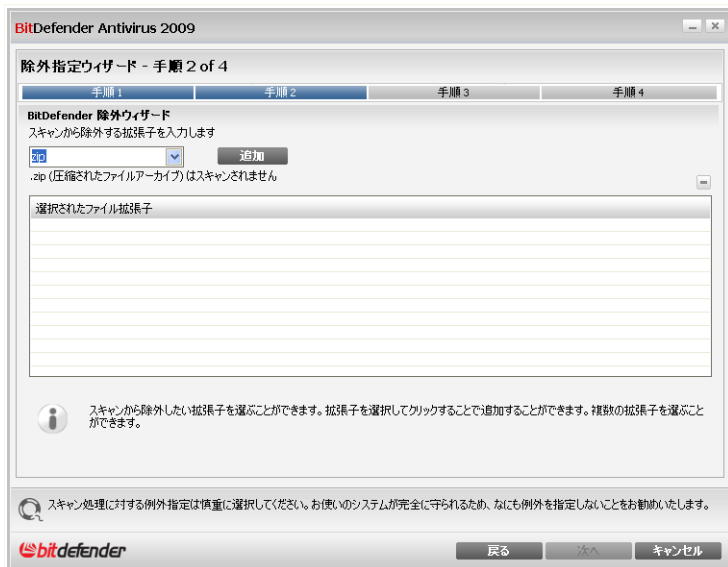 BitDefender Antivirus 2009
除外指定ウィザード - 手順 2 of 4
手順 1 手順 2 手順 3 手順 4
BitDefender 除外ウィザード
スキャンから除外する拡張子を入力します
zip 追加
.zip (圧縮されたファイルアーカイブ) はスキャンされません
選択されたファイル拡張子
スキャンから除外したい拡張子を選ぶことができます。拡張子を選択してクリックすることで追加することができます。複数の拡張子を選ぶこと
ができます。
スキャン処理に対する例外指定は慎重に選択してください。お使いのシステムが完全に守られるため、なにも例外を指定しないことをお勧めいたします。
bitdefender 戻る 次へ キャンセル